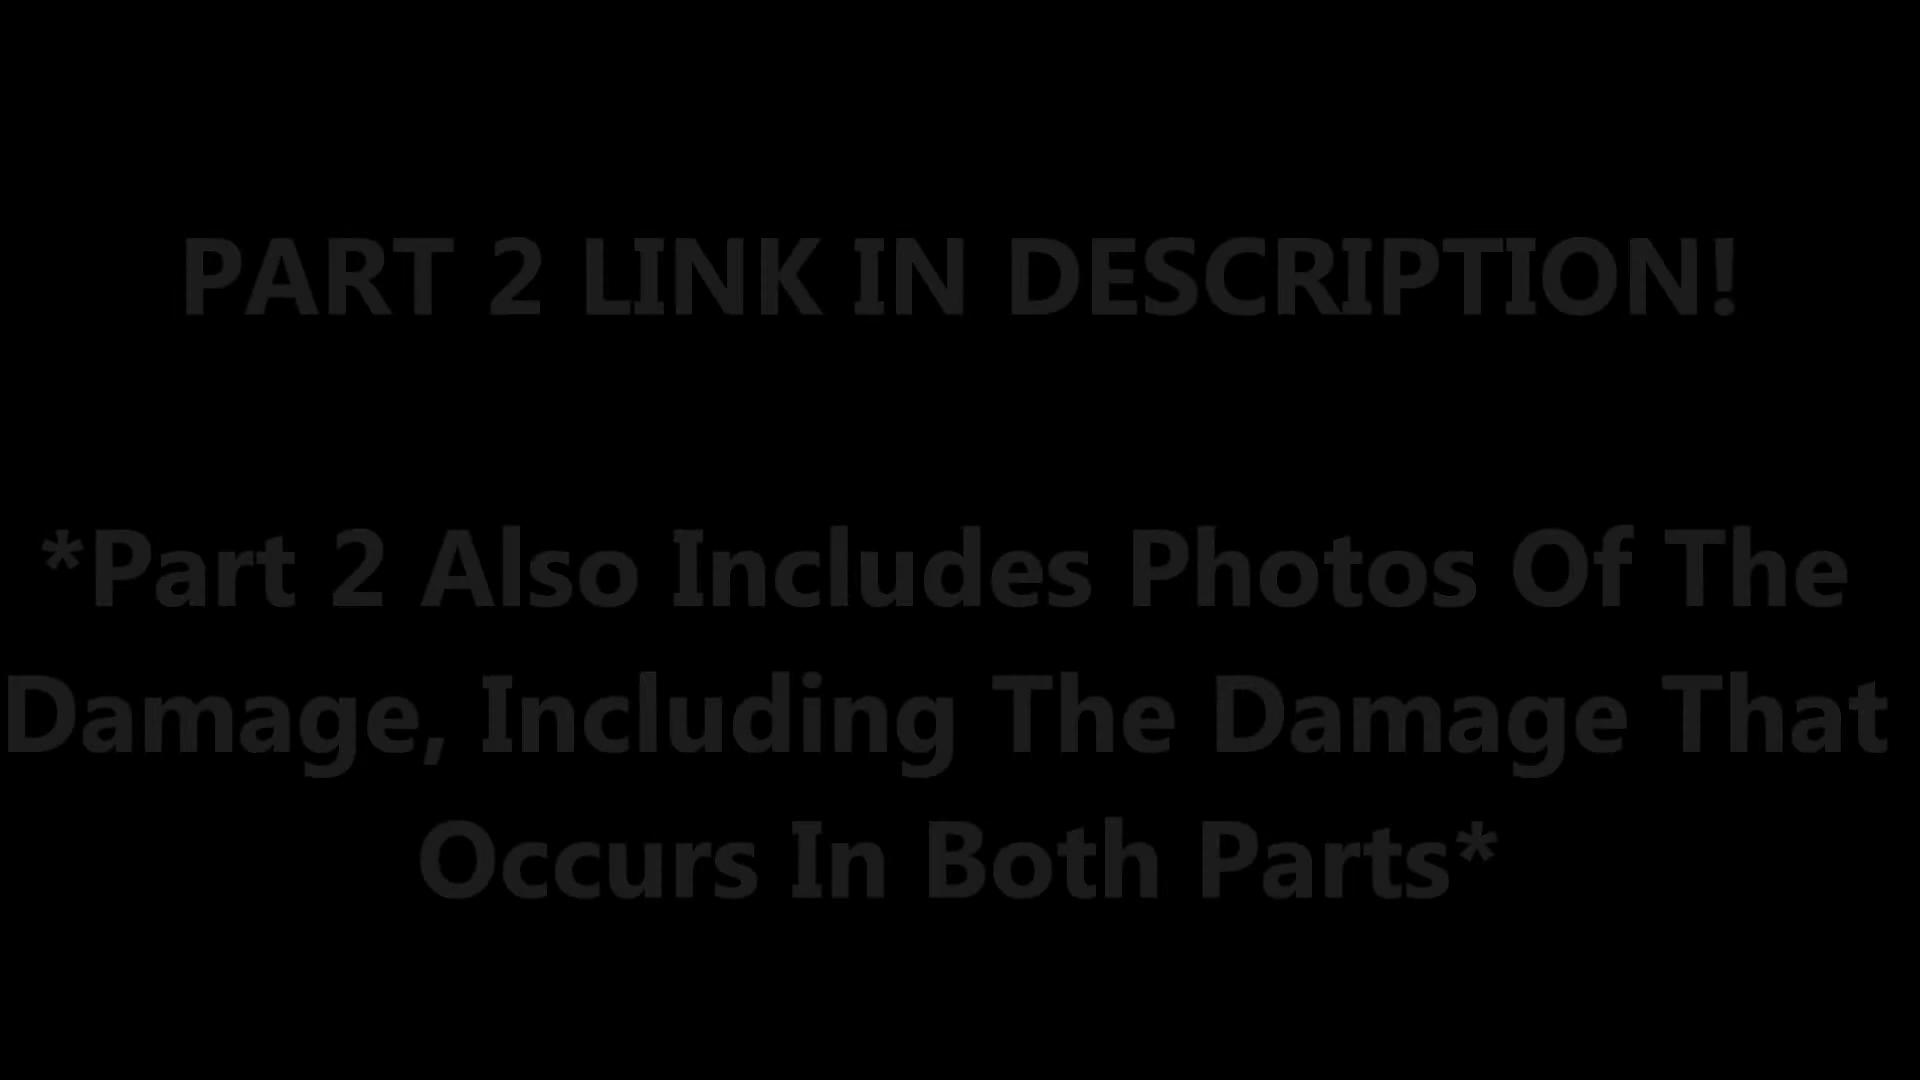 PART 2 LINK IN DESCRIPTION!
*Part 2 Also Includes Photos Of The
Damage, Including The Damage That
Occurs In Both Parts*